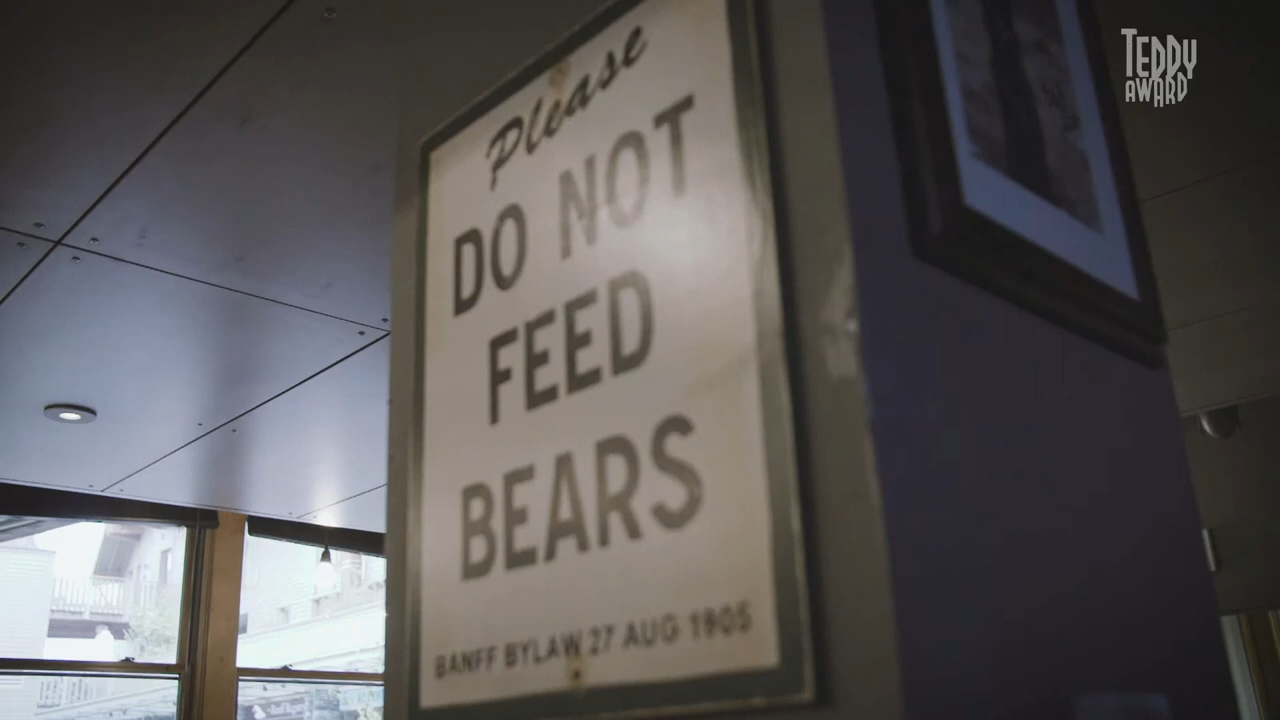 Please
DO NOT
FEED
BEARS
BANFF BYLAW 27 AUG 1905
TEDDY
AWARD